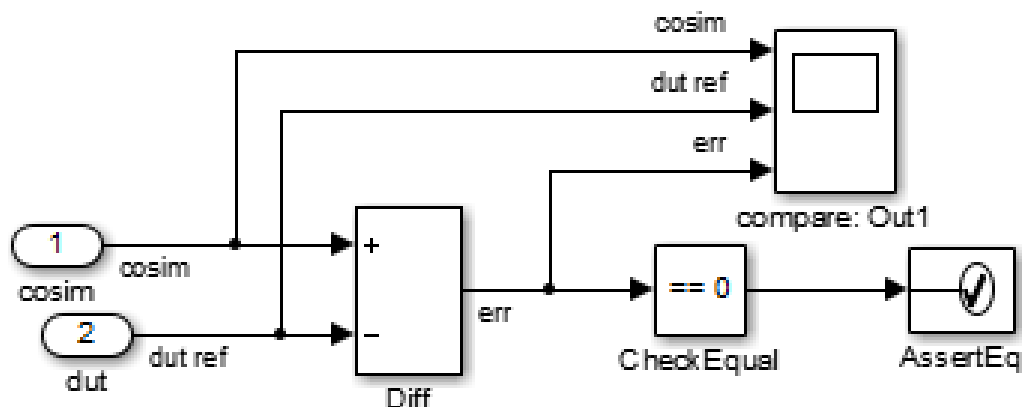 cosim
dut ref
err
compare: Out1
1
cosim
cosim
+
2
dut ref
dut
−
Diff
err
== 0
CheckEqual
AssertEq